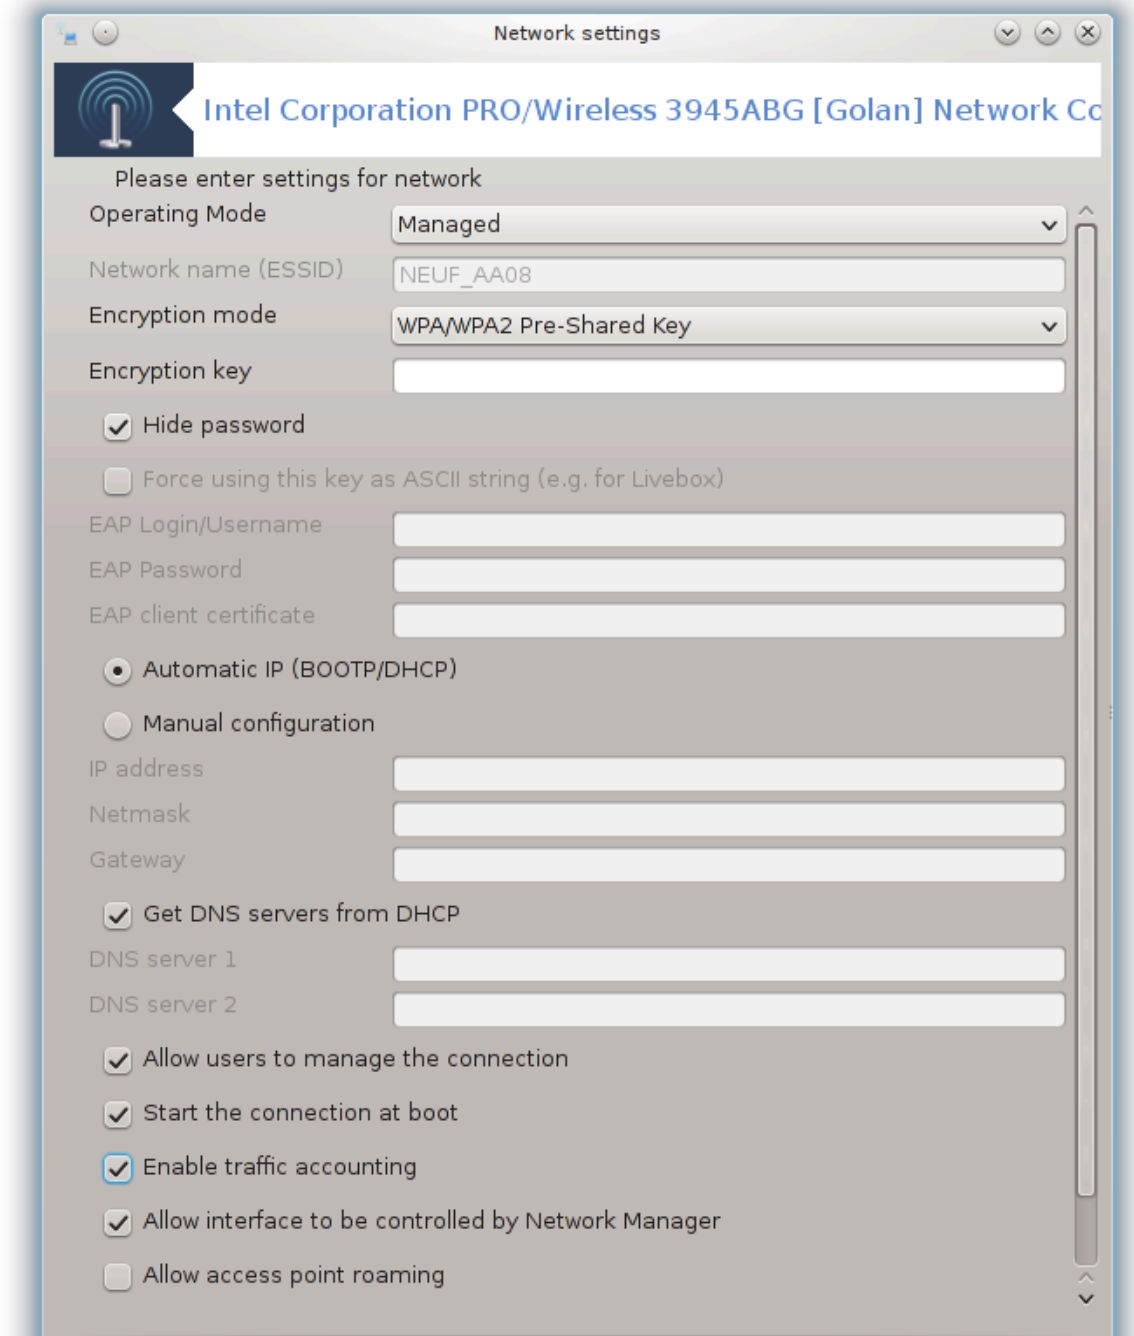 Network settings
Intel Corporation PRO/Wireless 3945ABG [Golan] Network Co
Please enter settings for network
Operating Mode
Managed
Network name (ESSID)
NEUF_AA08
Encryption mode
WPA/WPA2 Pre-Shared Key
Encryption key
Hide password
Force using this key as ASCII string (e.g. for Livebox)
EAP Login/Username
EAP Password
EAP client certificate
Automatic IP (BOOTP/DHCP)
Manual configuration
IP address
Netmask
Gateway
Get DNS servers from DHCP
DNS server 1
DNS server 2
Allow users to manage the connection
Start the connection at boot
Enable traffic accounting
Allow interface to be controlled by Network Manager
Allow access point roaming